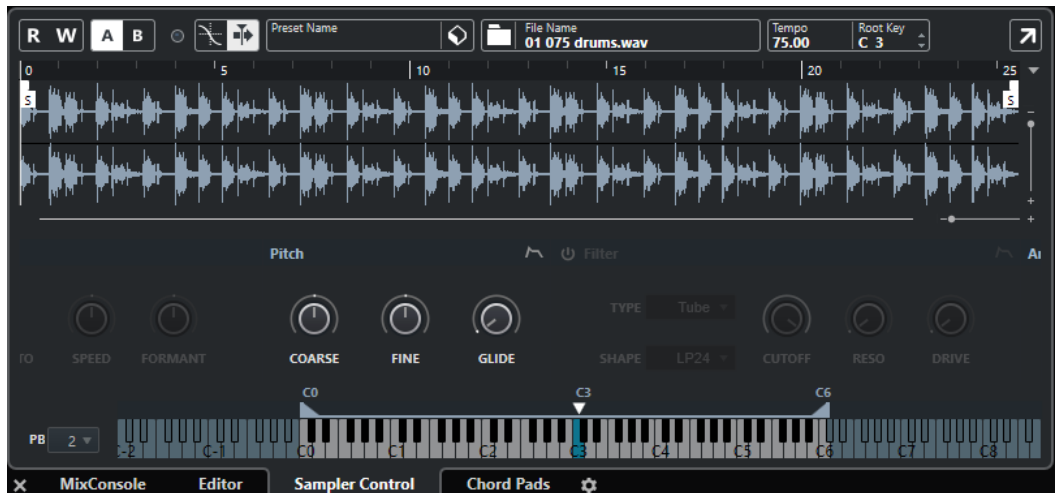 R W A B Preset Name File Name Tempo Root Key
01 075 drums.wav 75.00 C 3
0 5 10 15 20 25
S
S
Pitch Filter
TYPE Tube
TO SPEED FORMANT COARSE FINE GLIDE SHAPE LP24 CUTOFF RESO DRIVE
C0 C3 C6
PB 2
C-1 C0 C1 C2 C3 C4 C5 C6 C7 C8
MixConsole Editor Sampler Control Chord Pads